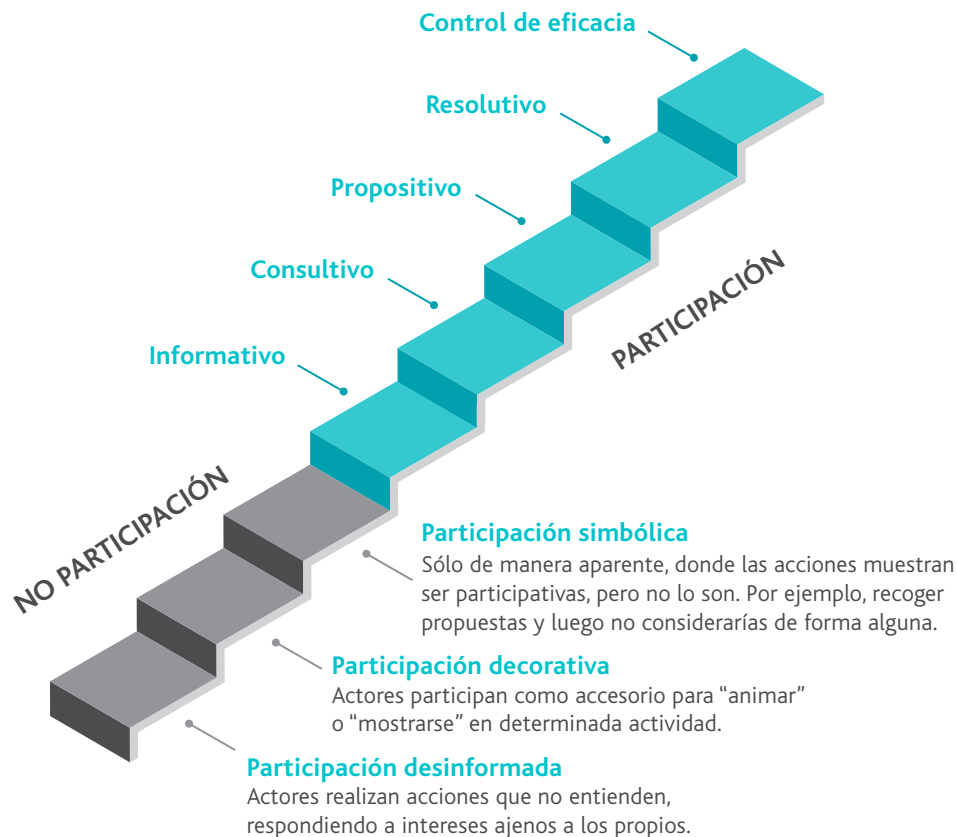 Control de eficacia
Resolutivo
Propositivo
Consultivo
Informativo
PARTICIPACIÓN
NO PARTICIPACIÓN
Participación simbólica
Sólo de manera aparente, donde las acciones muestran
ser participativas, pero no lo son. Por ejemplo, recoger
propuestas y luego no considerarías de forma alguna.
Participación decorativa
Actores participan como accesorio para “animar”
o “mostrarse” en determinada actividad.
Participación desinformada
Actores realizan acciones que no entienden,
respondiendo a intereses ajenos a los propios.